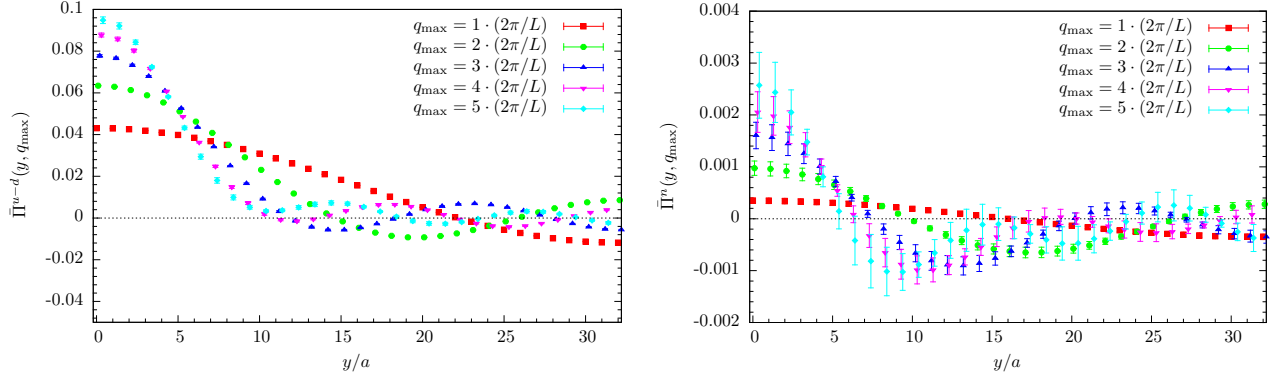 Π̄^{u−d}(y, q_max)
0.1
0.08
0.06
0.04
0.02
0
-0.02
-0.04
q_max = 1 · (2π/L)
q_max = 2 · (2π/L)
q_max = 3 · (2π/L)
q_max = 4 · (2π/L)
q_max = 5 · (2π/L)
0 5 10 15 20 25 30
y/a
Π̄^n(y, q_max)
0.004
0.003
0.002
0.001
0
-0.001
-0.002
q_max = 1 · (2π/L)
q_max = 2 · (2π/L)
q_max = 3 · (2π/L)
q_max = 4 · (2π/L)
q_max = 5 · (2π/L)
0 5 10 15 20 25 30
y/a